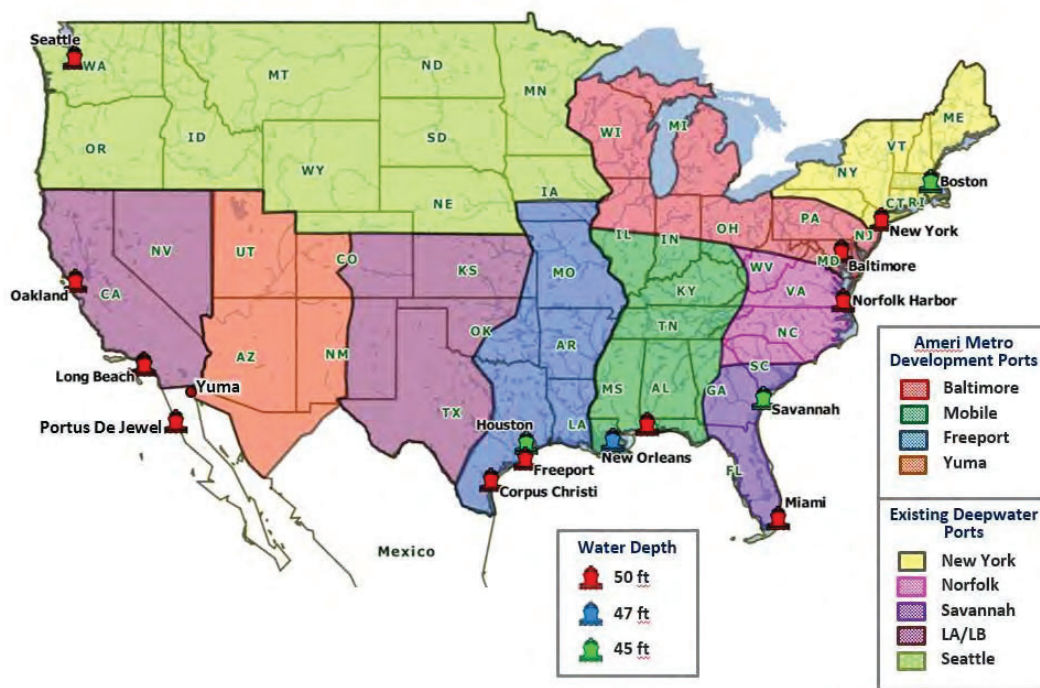 Seattle
WA
MT
ND
MN
OR
ID
SD
WY
WI
MI
ME
VT
NY
Boston
CT RI
IA
NE
PA
NJ
New York
NV
UT
CO
KS
MO
IL
IN
OH
MD
Baltimore
WV
VA
Norfolk Harbor
Oakland
CA
KY
OK
TN
NC
AZ
NM
AR
SC
Long Beach
Yuma
MS
AL
GA
Savannah
Portus De Jewel
TX
Houston
LA
New Orleans
Freeport
Corpus Christi
FL
Miami
Mexico
Water Depth
50 ft
47 ft
45 ft
Ameri Metro
Development Ports
Baltimore
Mobile
Freeport
Yuma
Existing Deepwater
Ports
New York
Norfolk
Savannah
LA/LB
Seattle